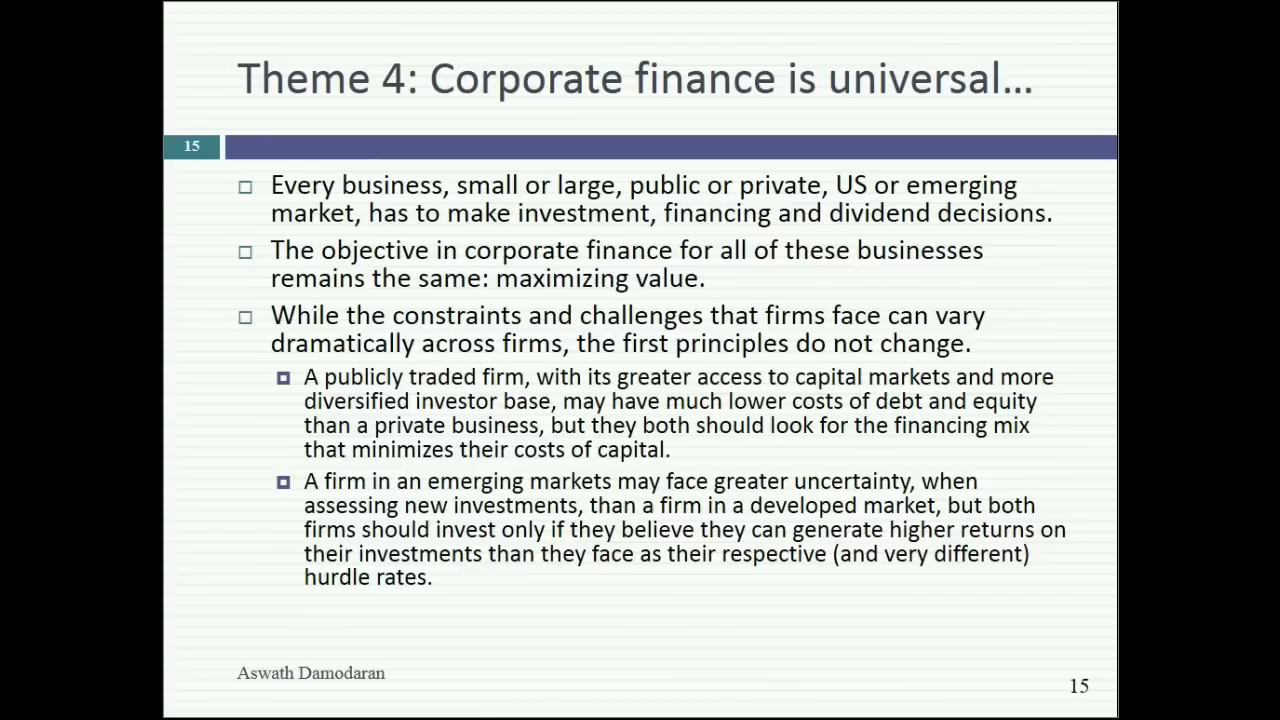 Theme 4: Corporate finance is universal…
15
Every business, small or large, public or private, US or emerging
market, has to make investment, financing and dividend decisions.
The objective in corporate finance for all of these businesses
remains the same: maximizing value.
While the constraints and challenges that firms face can vary
dramatically across firms, the first principles do not change.
A publicly traded firm, with its greater access to capital markets and more
diversified investor base, may have much lower costs of debt and equity
than a private business, but they both should look for the financing mix
that minimizes their costs of capital.
A firm in an emerging markets may face greater uncertainty, when
assessing new investments, than a firm in a developed market, but both
firms should invest only if they believe they can generate higher returns on
their investments than they face as their respective (and very different)
hurdle rates.
Aswath Damodaran
15